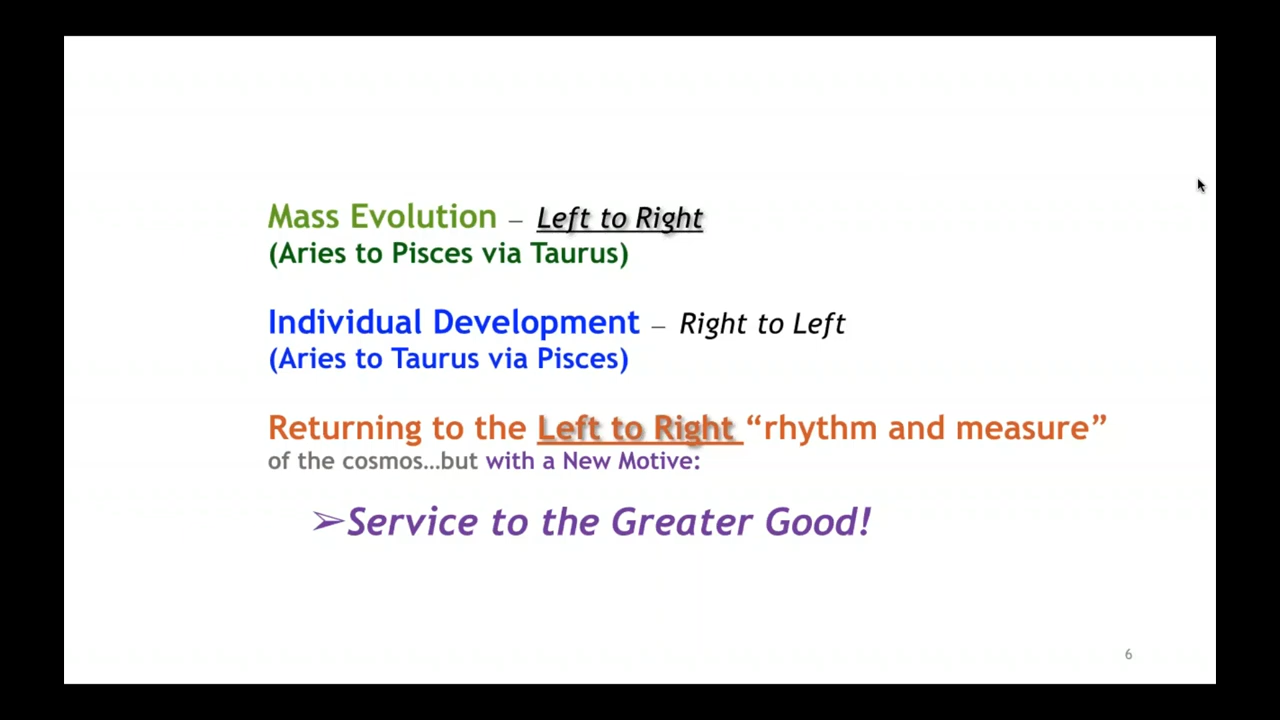 Mass Evolution – Left to Right
(Aries to Pisces via Taurus)
Individual Development – Right to Left
(Aries to Taurus via Pisces)
Returning to the Left to Right “rhythm and measure”
of the cosmos…but with a New Motive:
➢Service to the Greater Good!
6